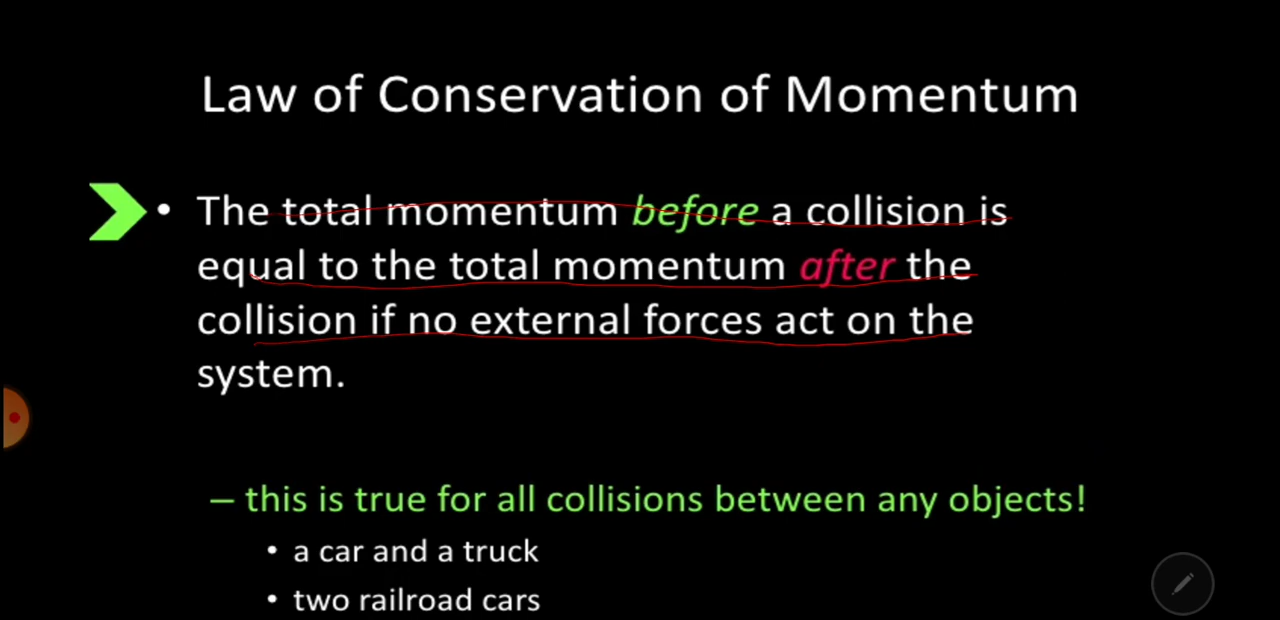 Law of Conservation of Momentum
• The total momentum before a collision is
equal to the total momentum after the
collision if no external forces act on the
system.
– this is true for all collisions between any objects!
• a car and a truck
• two railroad cars